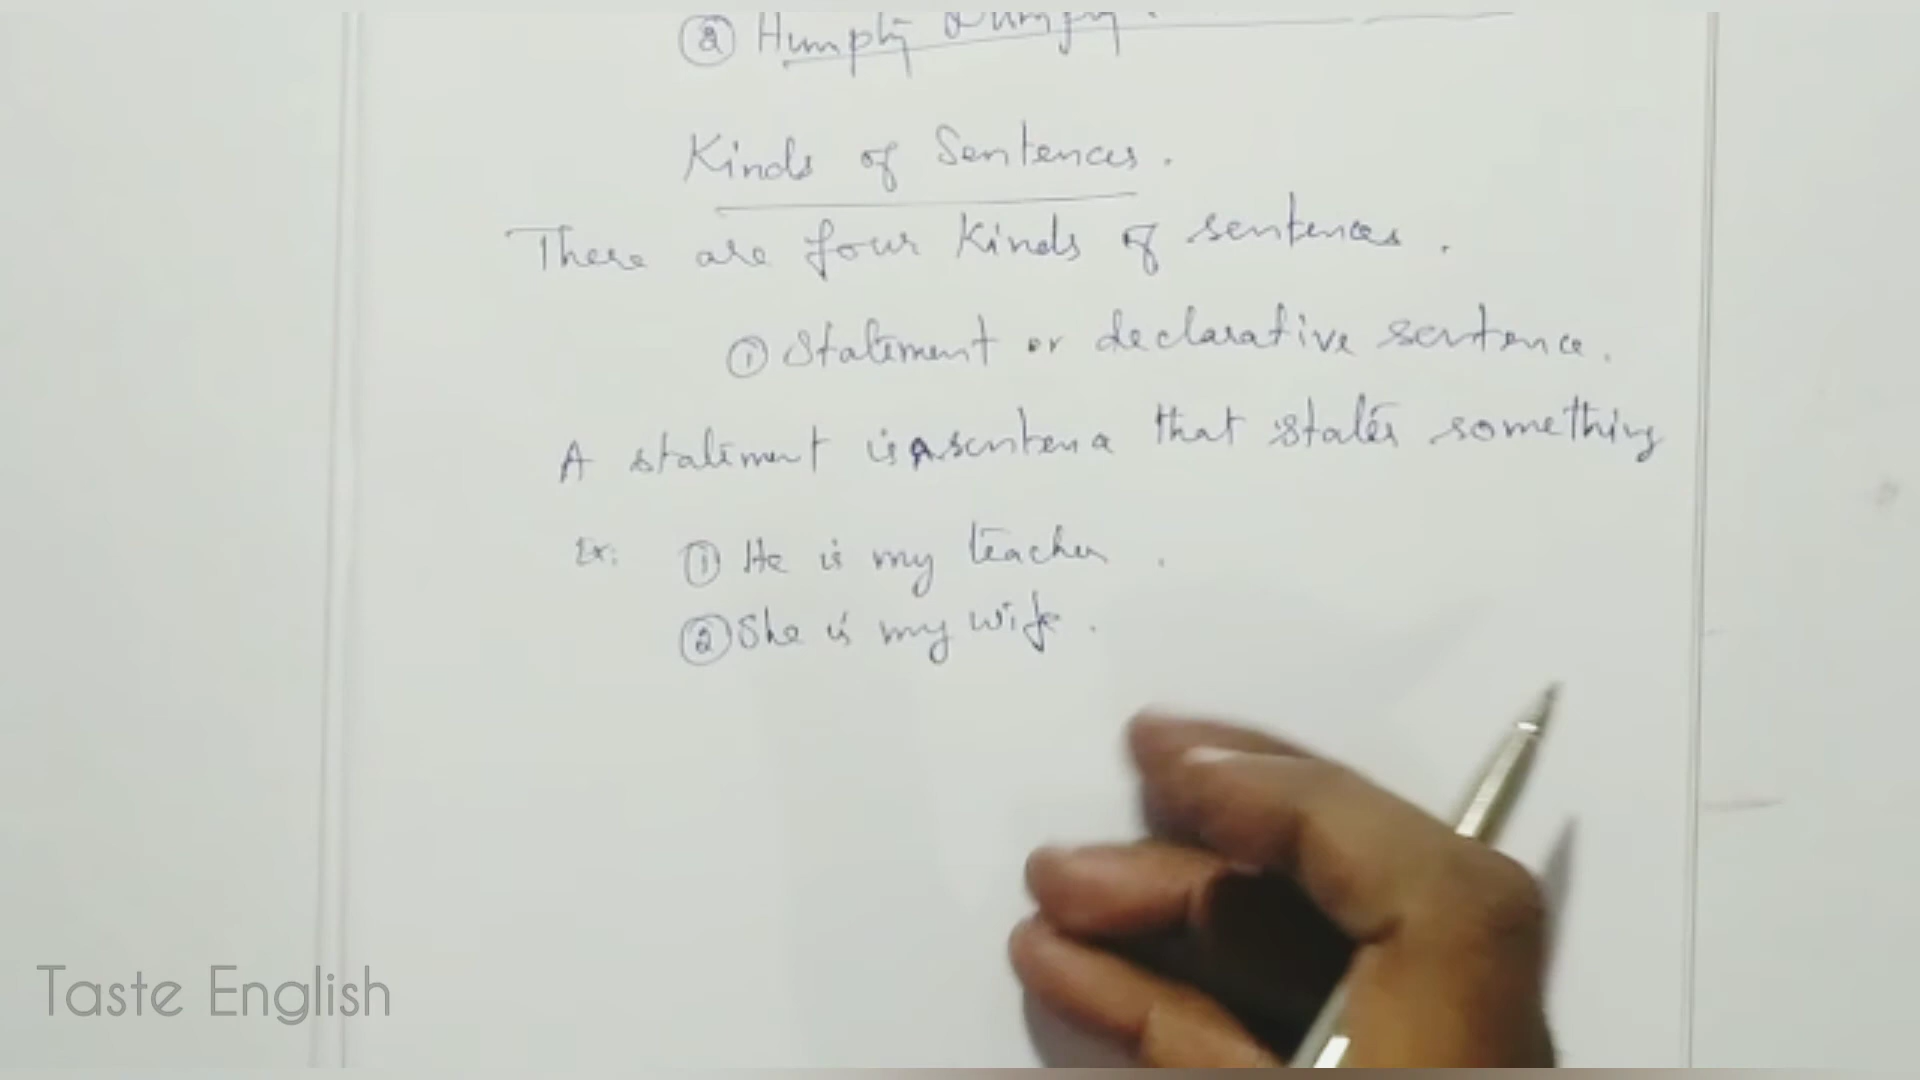 ② Humpty Dumpty.
Kinds of Sentences.
There are four kinds of sentences.
① Statement or declarative sentence.
A statement is a sentence that states something
Ex: ① He is my teacher.
② She is my wife.
Taste English